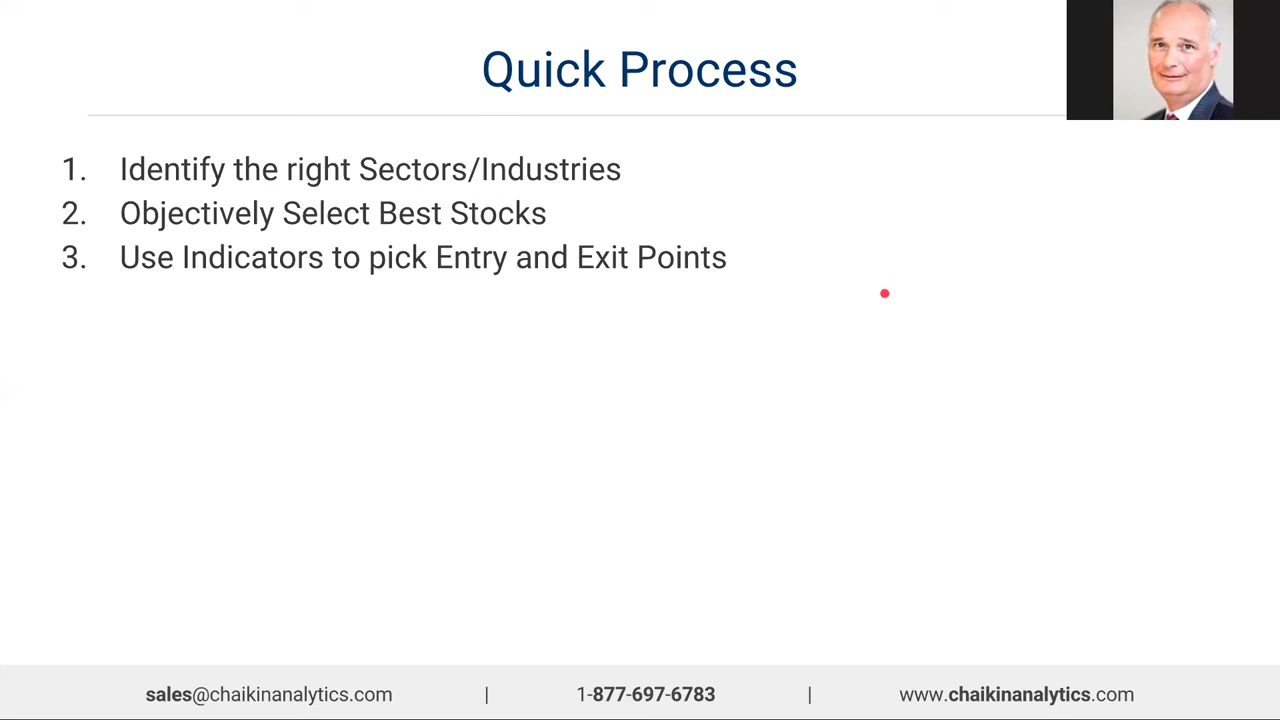 Quick Process
1. Identify the right Sectors/Industries
2. Objectively Select Best Stocks
3. Use Indicators to pick Entry and Exit Points
sales@chaikinanalytics.com | 1-877-697-6783 | www.chaikinanalytics.com